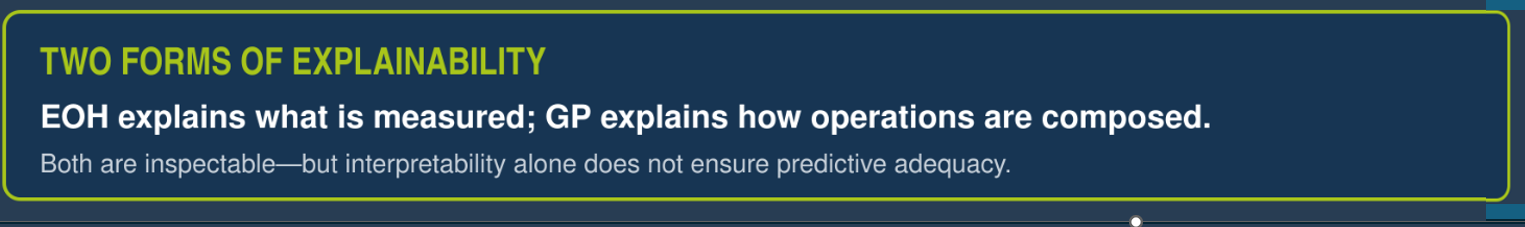 TWO FORMS OF EXPLAINABILITY
EOH explains what is measured; GP explains how operations are composed.
Both are inspectable—but interpretability alone does not ensure predictive adequacy.